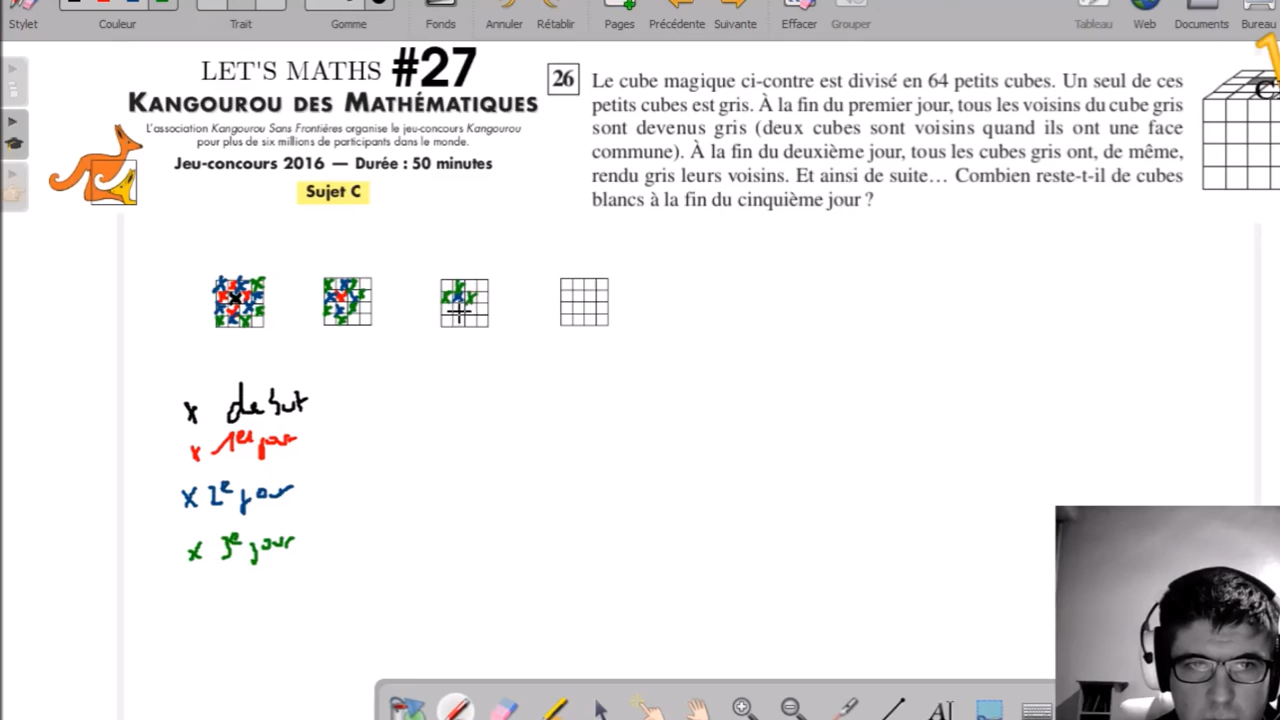 Stylet
Couleur
Trait
Gomme
Fonds
Annuler
Rétablir
Pages
Précédente
Suivante
Effacer
Grouper
Tableau
Web
Documents
Bureau
LET'S MATHS #27
KANGOUROU DES MATHÉMATIQUES
L'association Kangourou Sans Frontières organise le jeu-concours Kangourou
pour plus de six millions de participants dans le monde.
Jeu-concours 2016 — Durée : 50 minutes
Sujet C
26
Le cube magique ci-contre est divisé en 64 petits cubes. Un seul de ces
petits cubes est gris. À la fin du premier jour, tous les voisins du cube gris
sont devenus gris (deux cubes sont voisins quand ils ont une face
commune). À la fin du deuxième jour, tous les cubes gris ont, de même,
rendu gris leurs voisins. Et ainsi de suite… Combien reste-t-il de cubes
blancs à la fin du cinquième jour ?
x debut
x 1er jour
x 2e jour
x 3e jour